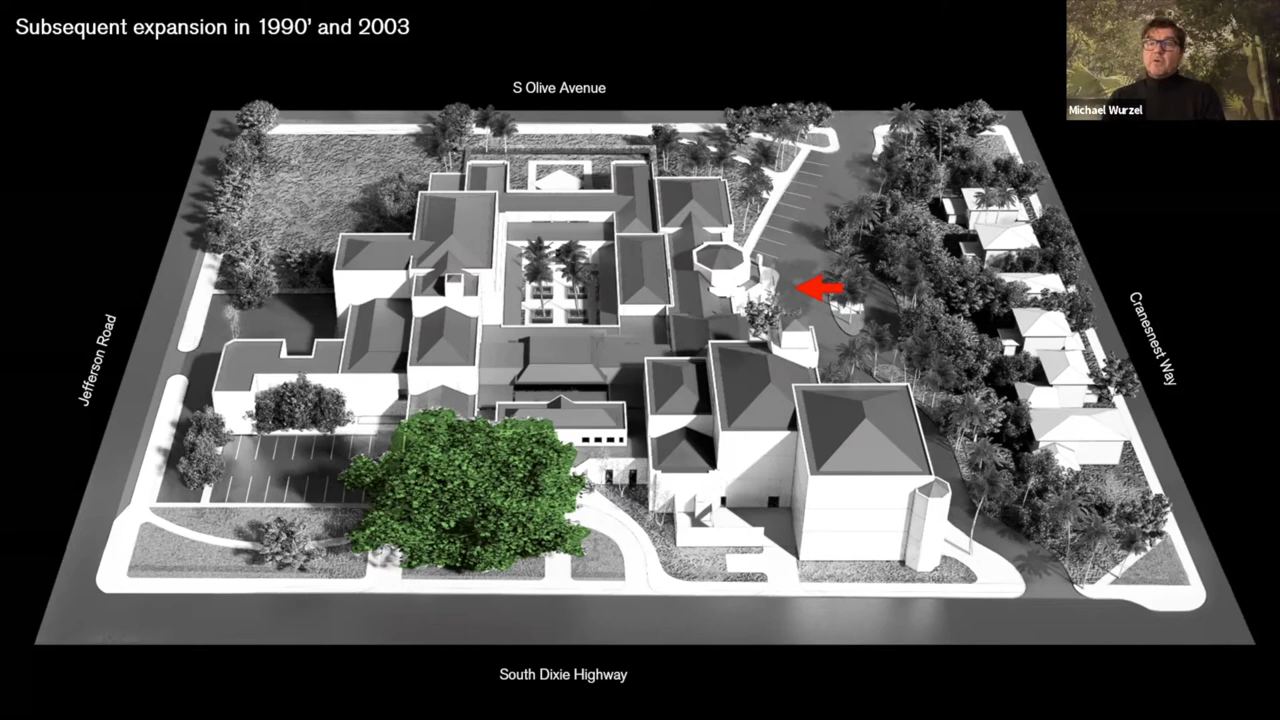 Subsequent expansion in 1990’ and 2003
Michael Wurzel
S Olive Avenue
Jefferson Road
Cranesnest Way
South Dixie Highway